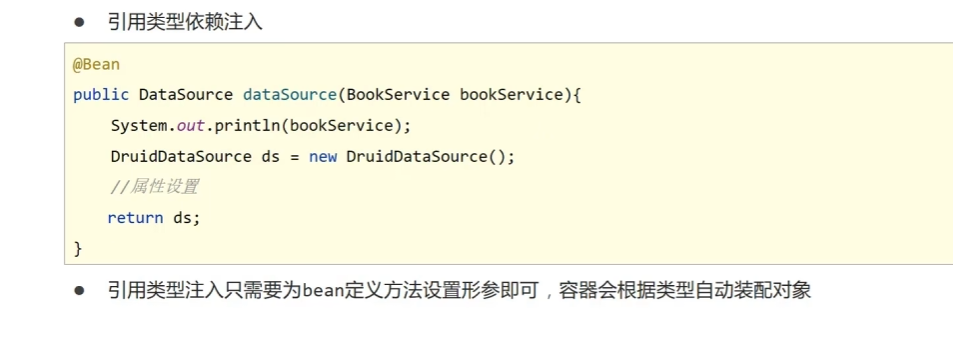 ● 引用类型依赖注入
@Bean
public DataSource dataSource(BookService bookService){
System.out.println(bookService);
DruidDataSource ds = new DruidDataSource();
//属性设置
return ds;
}
● 引用类型注入只需要为bean定义方法设置形参即可，容器会根据类型自动装配对象